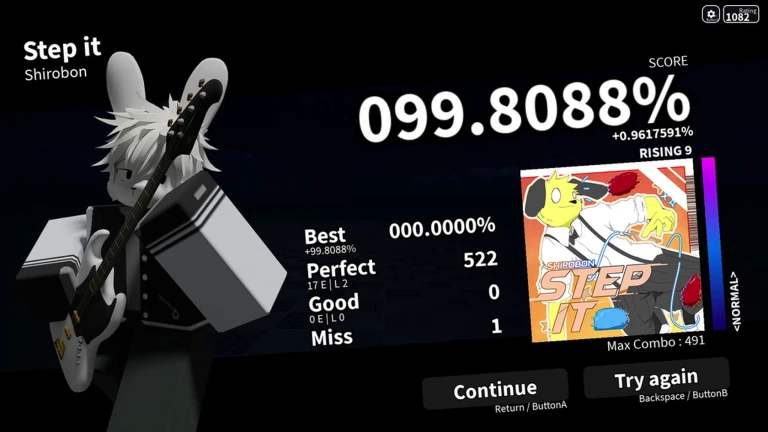 Rating
1082
Step it
Shirobon
SCORE
099.8088%
+0.9617591%
RISING 9
Best 000.0000%
+99.8088%
Perfect 522
17 E | L 2
Good 0
0 E | L 0
Miss 1
SHIROBON
STEP
IT
<NORMAL>
Max Combo : 491
Continue
Return / ButtonA
Try again
Backspace / ButtonB